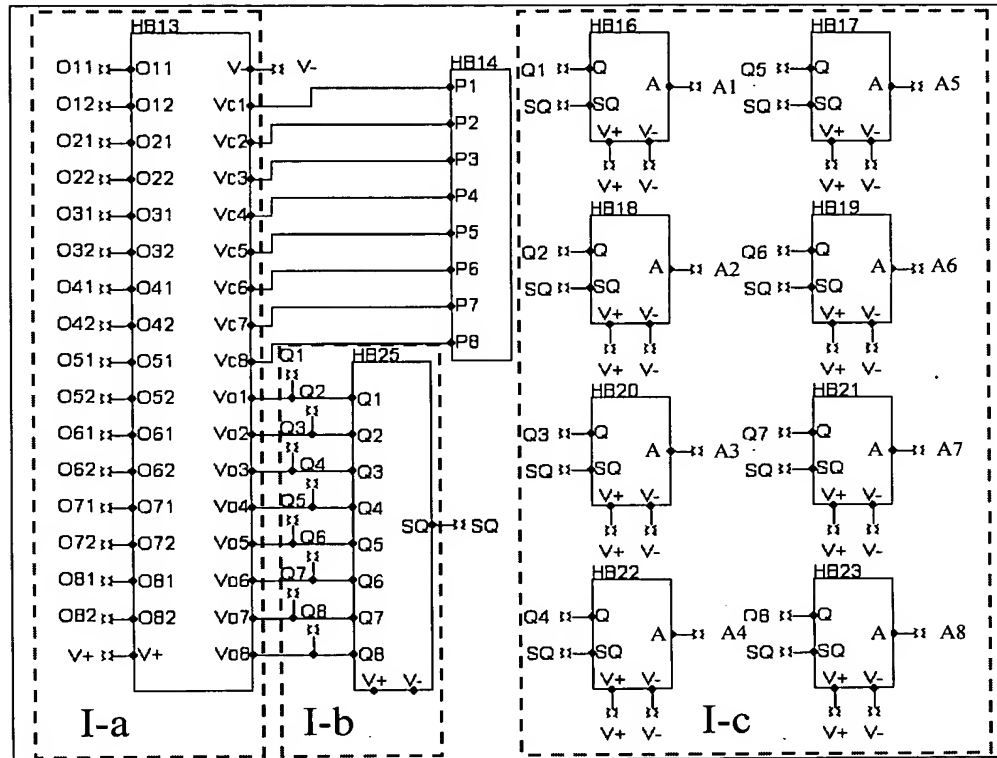 HB13
O11 O11 V- V-
O12 O12 Vc1
O21 O21 Vc2
O22 O22 Vc3
O31 O31 Vc4
O32 O32 Vc5
O41 O41 Vc6
O42 O42 Vc7
O51 O51 Vc8
O52 O52 Vo1
O61 O61 Vo2
O62 O62 Vo3
O71 O71 Vo4
O72 O72 Vo5
O81 O81 Vo6
O82 O82 Vo7
V+ V+ Vo8
I-a
HB14
P1
P2
P3
P4
P5
P6
P7
P8
HB25
Q1
Q2 Q1
Q3 Q2
Q4 Q3
Q5 Q4
SQ SQ
Q6 Q5
Q7 Q6
Q8 Q7
Q8
V+ V-
I-b
HB16
Q1 Q
A A1
SQ SQ
V+ V-
V+ V-
HB17
Q5 Q
A A5
SQ SQ
V+ V-
V+ V-
HB18
Q2 Q
A A2
SQ SQ
V+ V-
V+ V-
HB19
Q6 Q
A A6
SQ SQ
V+ V-
V+ V-
HB20
Q3 Q
A A3
SQ SQ
V+ V-
V+ V-
HB21
Q7 Q
A A7
SQ SQ
V+ V-
V+ V-
HB22
Q4 Q
A A4
SQ SQ
V+ V-
V+ V-
HB23
Q8 Q
A A8
SQ SQ
V+ V-
V+ V-
I-c